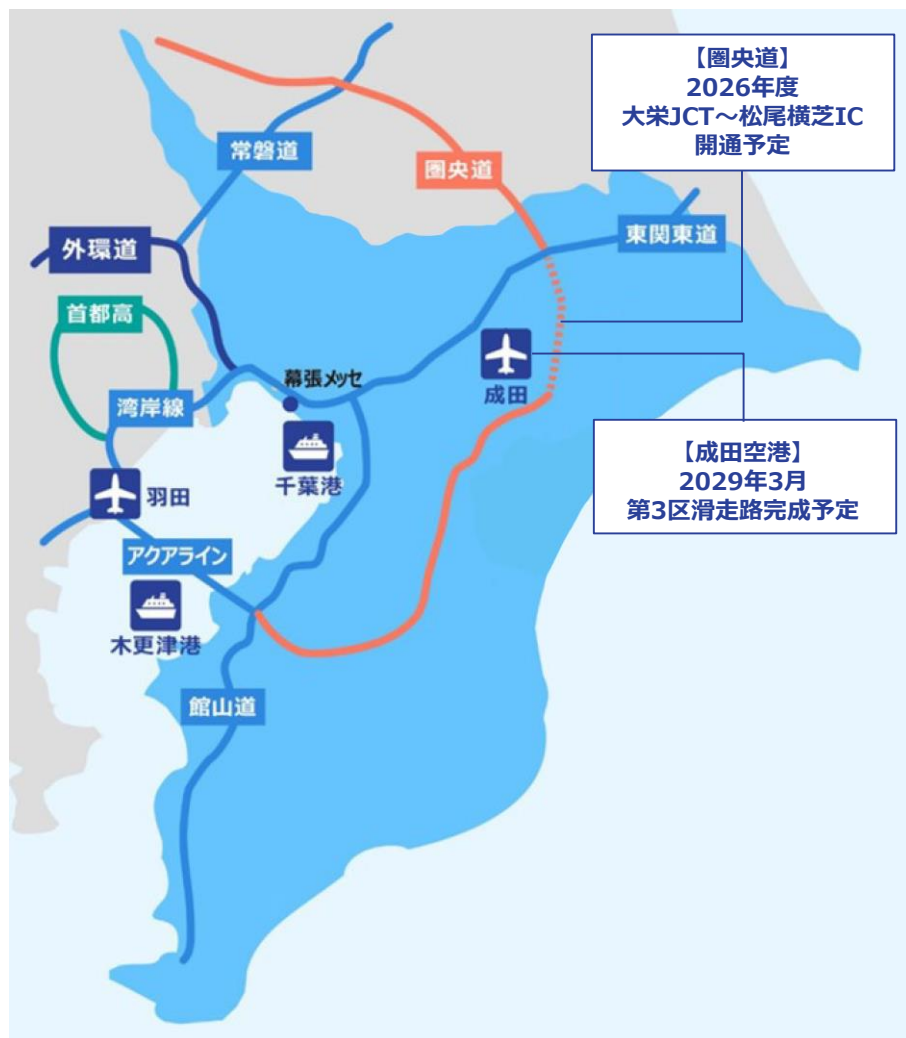 【圏央道】
2026年度
大栄JCT～松尾横芝IC
開通予定
常磐道
圏央道
外環道
東関東道
首都高
幕張メッセ
成田
湾岸線
【成田空港】
2029年3月
第3区滑走路完成予定
千葉港
羽田
アクアライン
木更津港
館山道